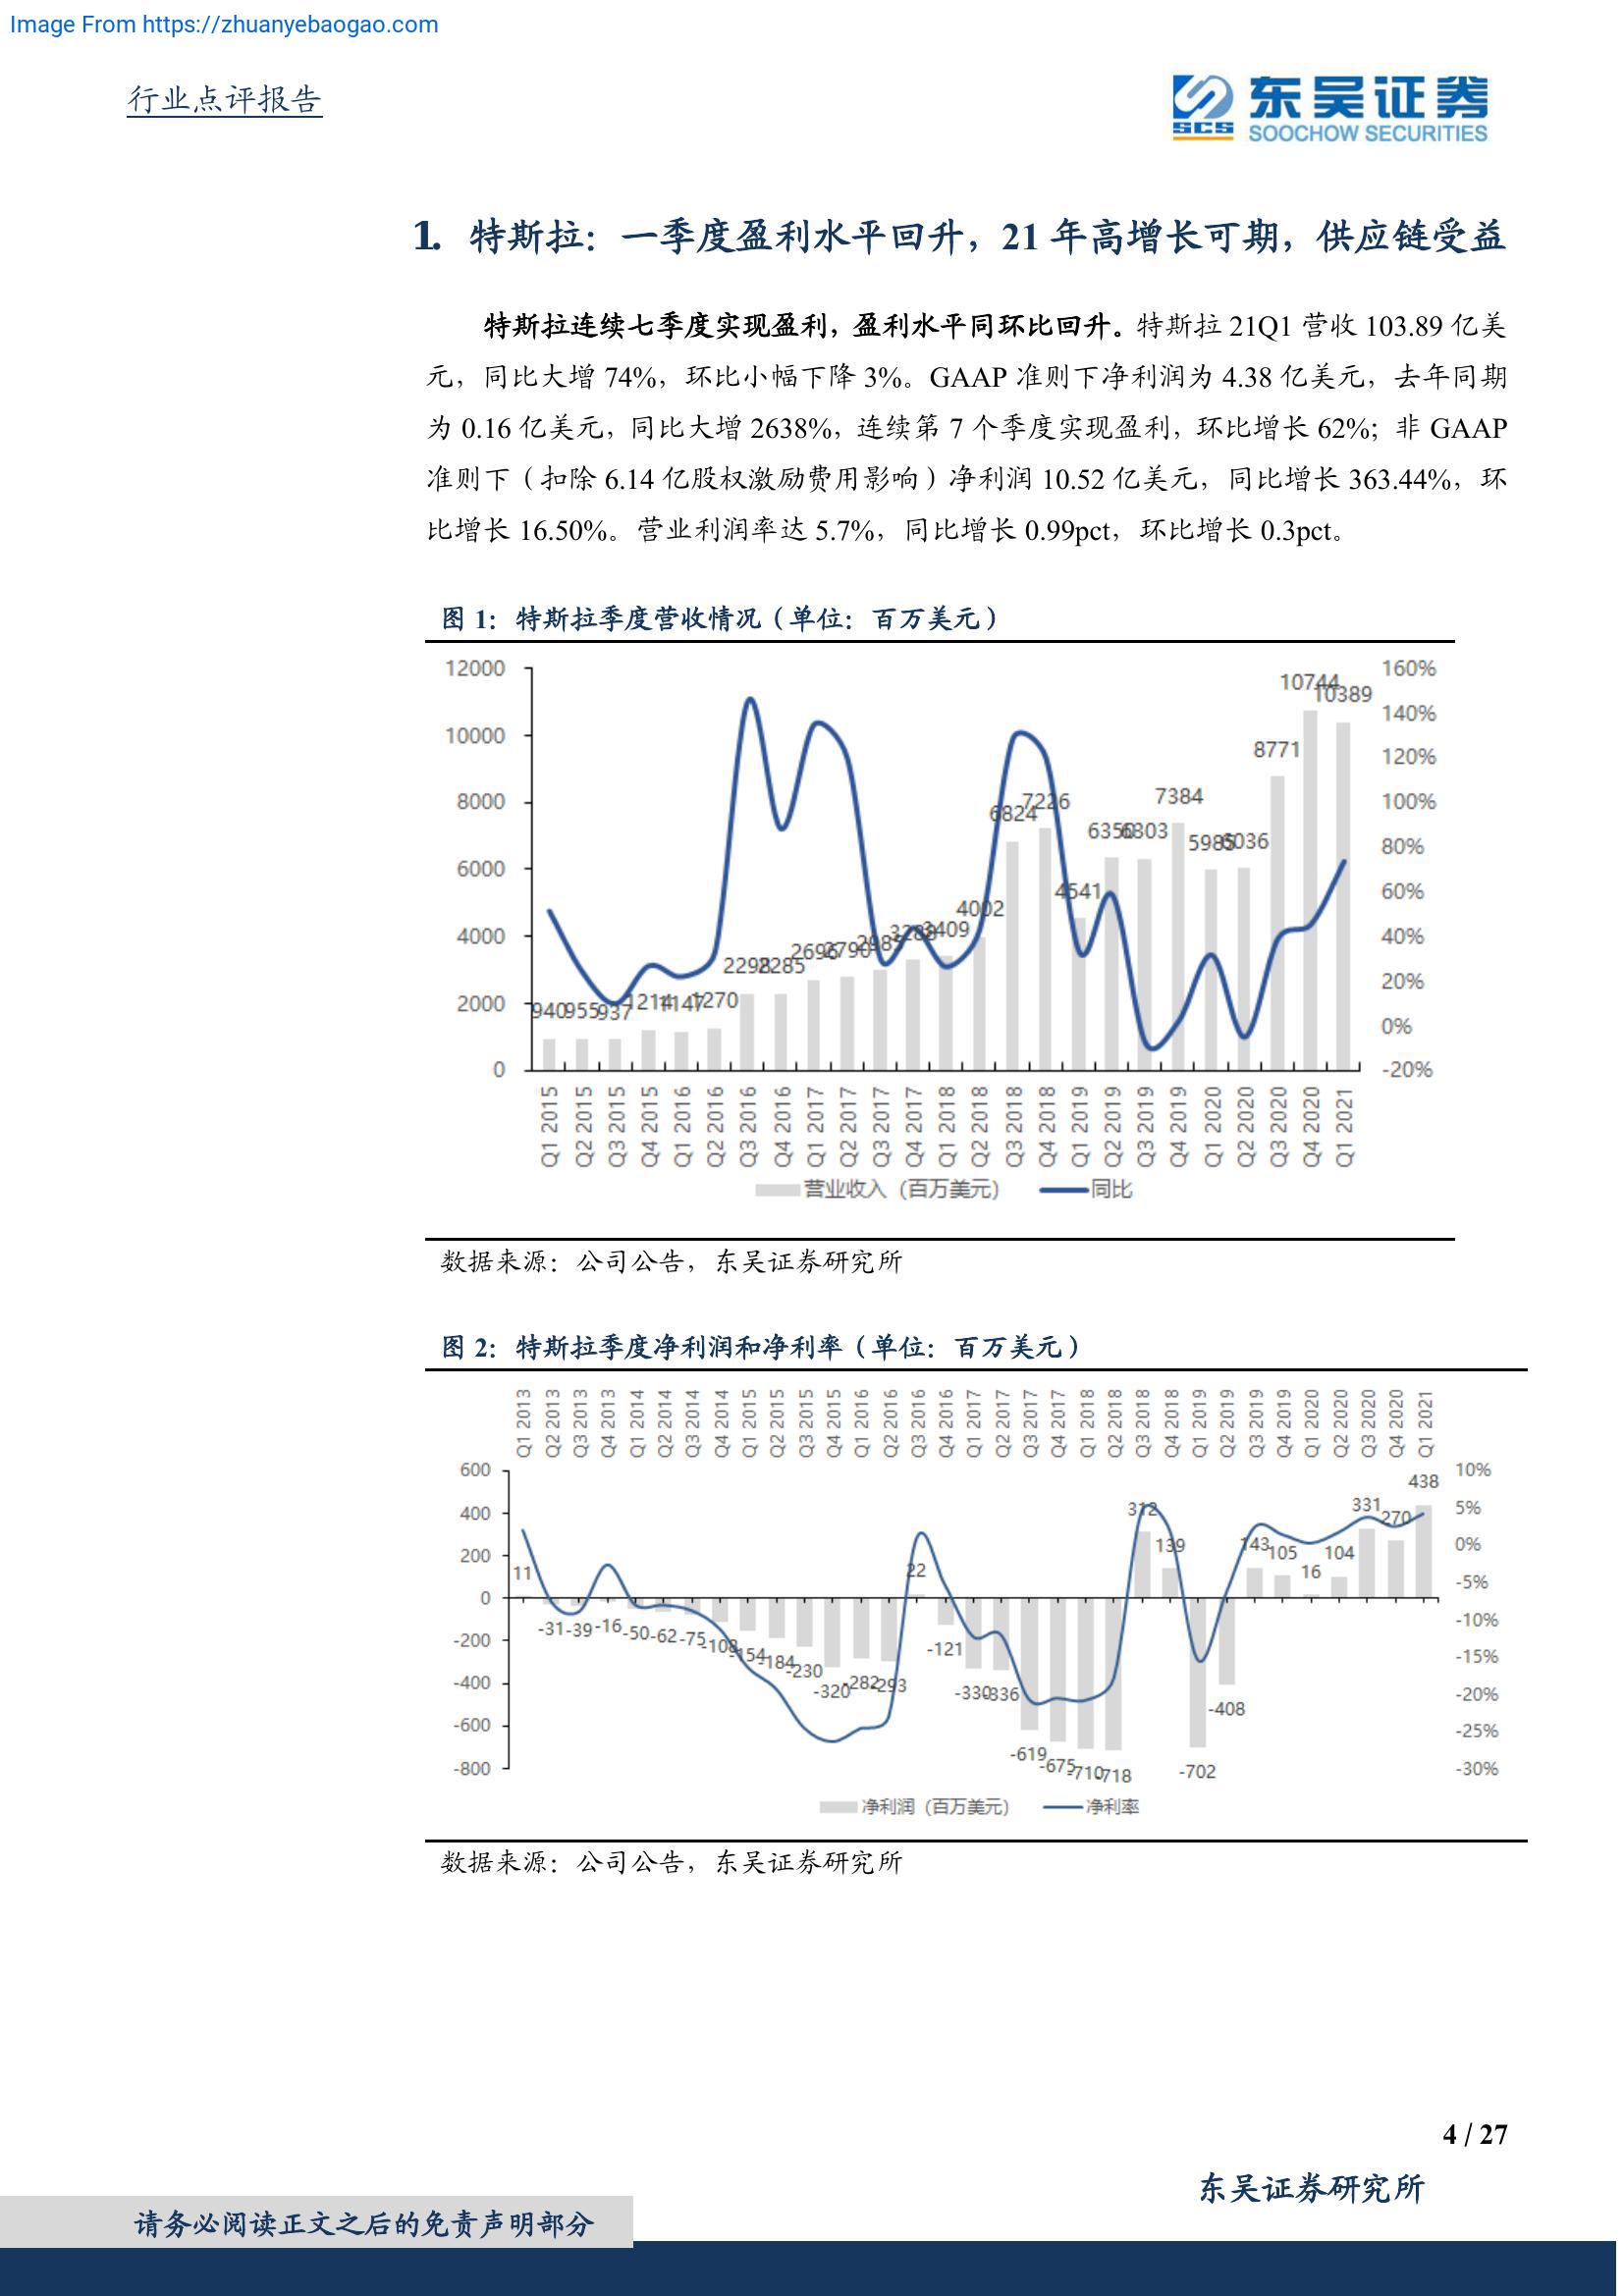 Image From https://zhuanyebaogao.com
行业点评报告
东吴证券
SCS
SOOCHOW SECURITIES
1. 特斯拉：一季度盈利水平回升，21 年高增长可期，供应链受益
特斯拉连续七季度实现盈利，盈利水平同环比回升。特斯拉 21Q1 营收 103.89 亿美
元，同比大增 74%，环比小幅下降 3%。GAAP 准则下净利润为 4.38 亿美元，去年同期
为 0.16 亿美元，同比大增 2638%，连续第 7 个季度实现盈利，环比增长 62%；非 GAAP
准则下（扣除 6.14 亿股权激励费用影响）净利润 10.52 亿美元，同比增长 363.44%，环
比增长 16.50%。营业利润率达 5.7%，同比增长 0.99pct，环比增长 0.3pct。
图 1：特斯拉季度营收情况（单位：百万美元）
12000
10000
8000
6000
4000
2000
0
160%
140%
120%
100%
80%
60%
40%
20%
0%
-20%
940
955
937
1214
1147
1270
2298
2285
2696
2790
2985
3288
3409
4002
6824
7226
4541
6350
6303
7384
5985
6036
8771
10744
10389
Q1 2015
Q2 2015
Q3 2015
Q4 2015
Q1 2016
Q2 2016
Q3 2016
Q4 2016
Q1 2017
Q2 2017
Q3 2017
Q4 2017
Q1 2018
Q2 2018
Q3 2018
Q4 2018
Q1 2019
Q2 2019
Q3 2019
Q4 2019
Q1 2020
Q2 2020
Q3 2020
Q4 2020
Q1 2021
营业收入（百万美元） 同比
数据来源：公司公告，东吴证券研究所
图 2：特斯拉季度净利润和净利率（单位：百万美元）
Q1 2013
Q2 2013
Q3 2013
Q4 2013
Q1 2014
Q2 2014
Q3 2014
Q4 2014
Q1 2015
Q2 2015
Q3 2015
Q4 2015
Q1 2016
Q2 2016
Q3 2016
Q4 2016
Q1 2017
Q2 2017
Q3 2017
Q4 2017
Q1 2018
Q2 2018
Q3 2018
Q4 2018
Q1 2019
Q2 2019
Q3 2019
Q4 2019
Q1 2020
Q2 2020
Q3 2020
Q4 2020
Q1 2021
600
400
200
0
-200
-400
-600
-800
10%
5%
0%
-5%
-10%
-15%
-20%
-25%
-30%
11
-31
-39
-16
-50
-62
-75
-108
-154
-184
-230
-320
-282
-293
22
-121
-330
-336
-619
-675
-710
-718
312
139
-702
-408
143
105
16
104
331
270
438
净利润（百万美元） 净利率
数据来源：公司公告，东吴证券研究所
4 / 27
东吴证券研究所
请务必阅读正文之后的免责声明部分